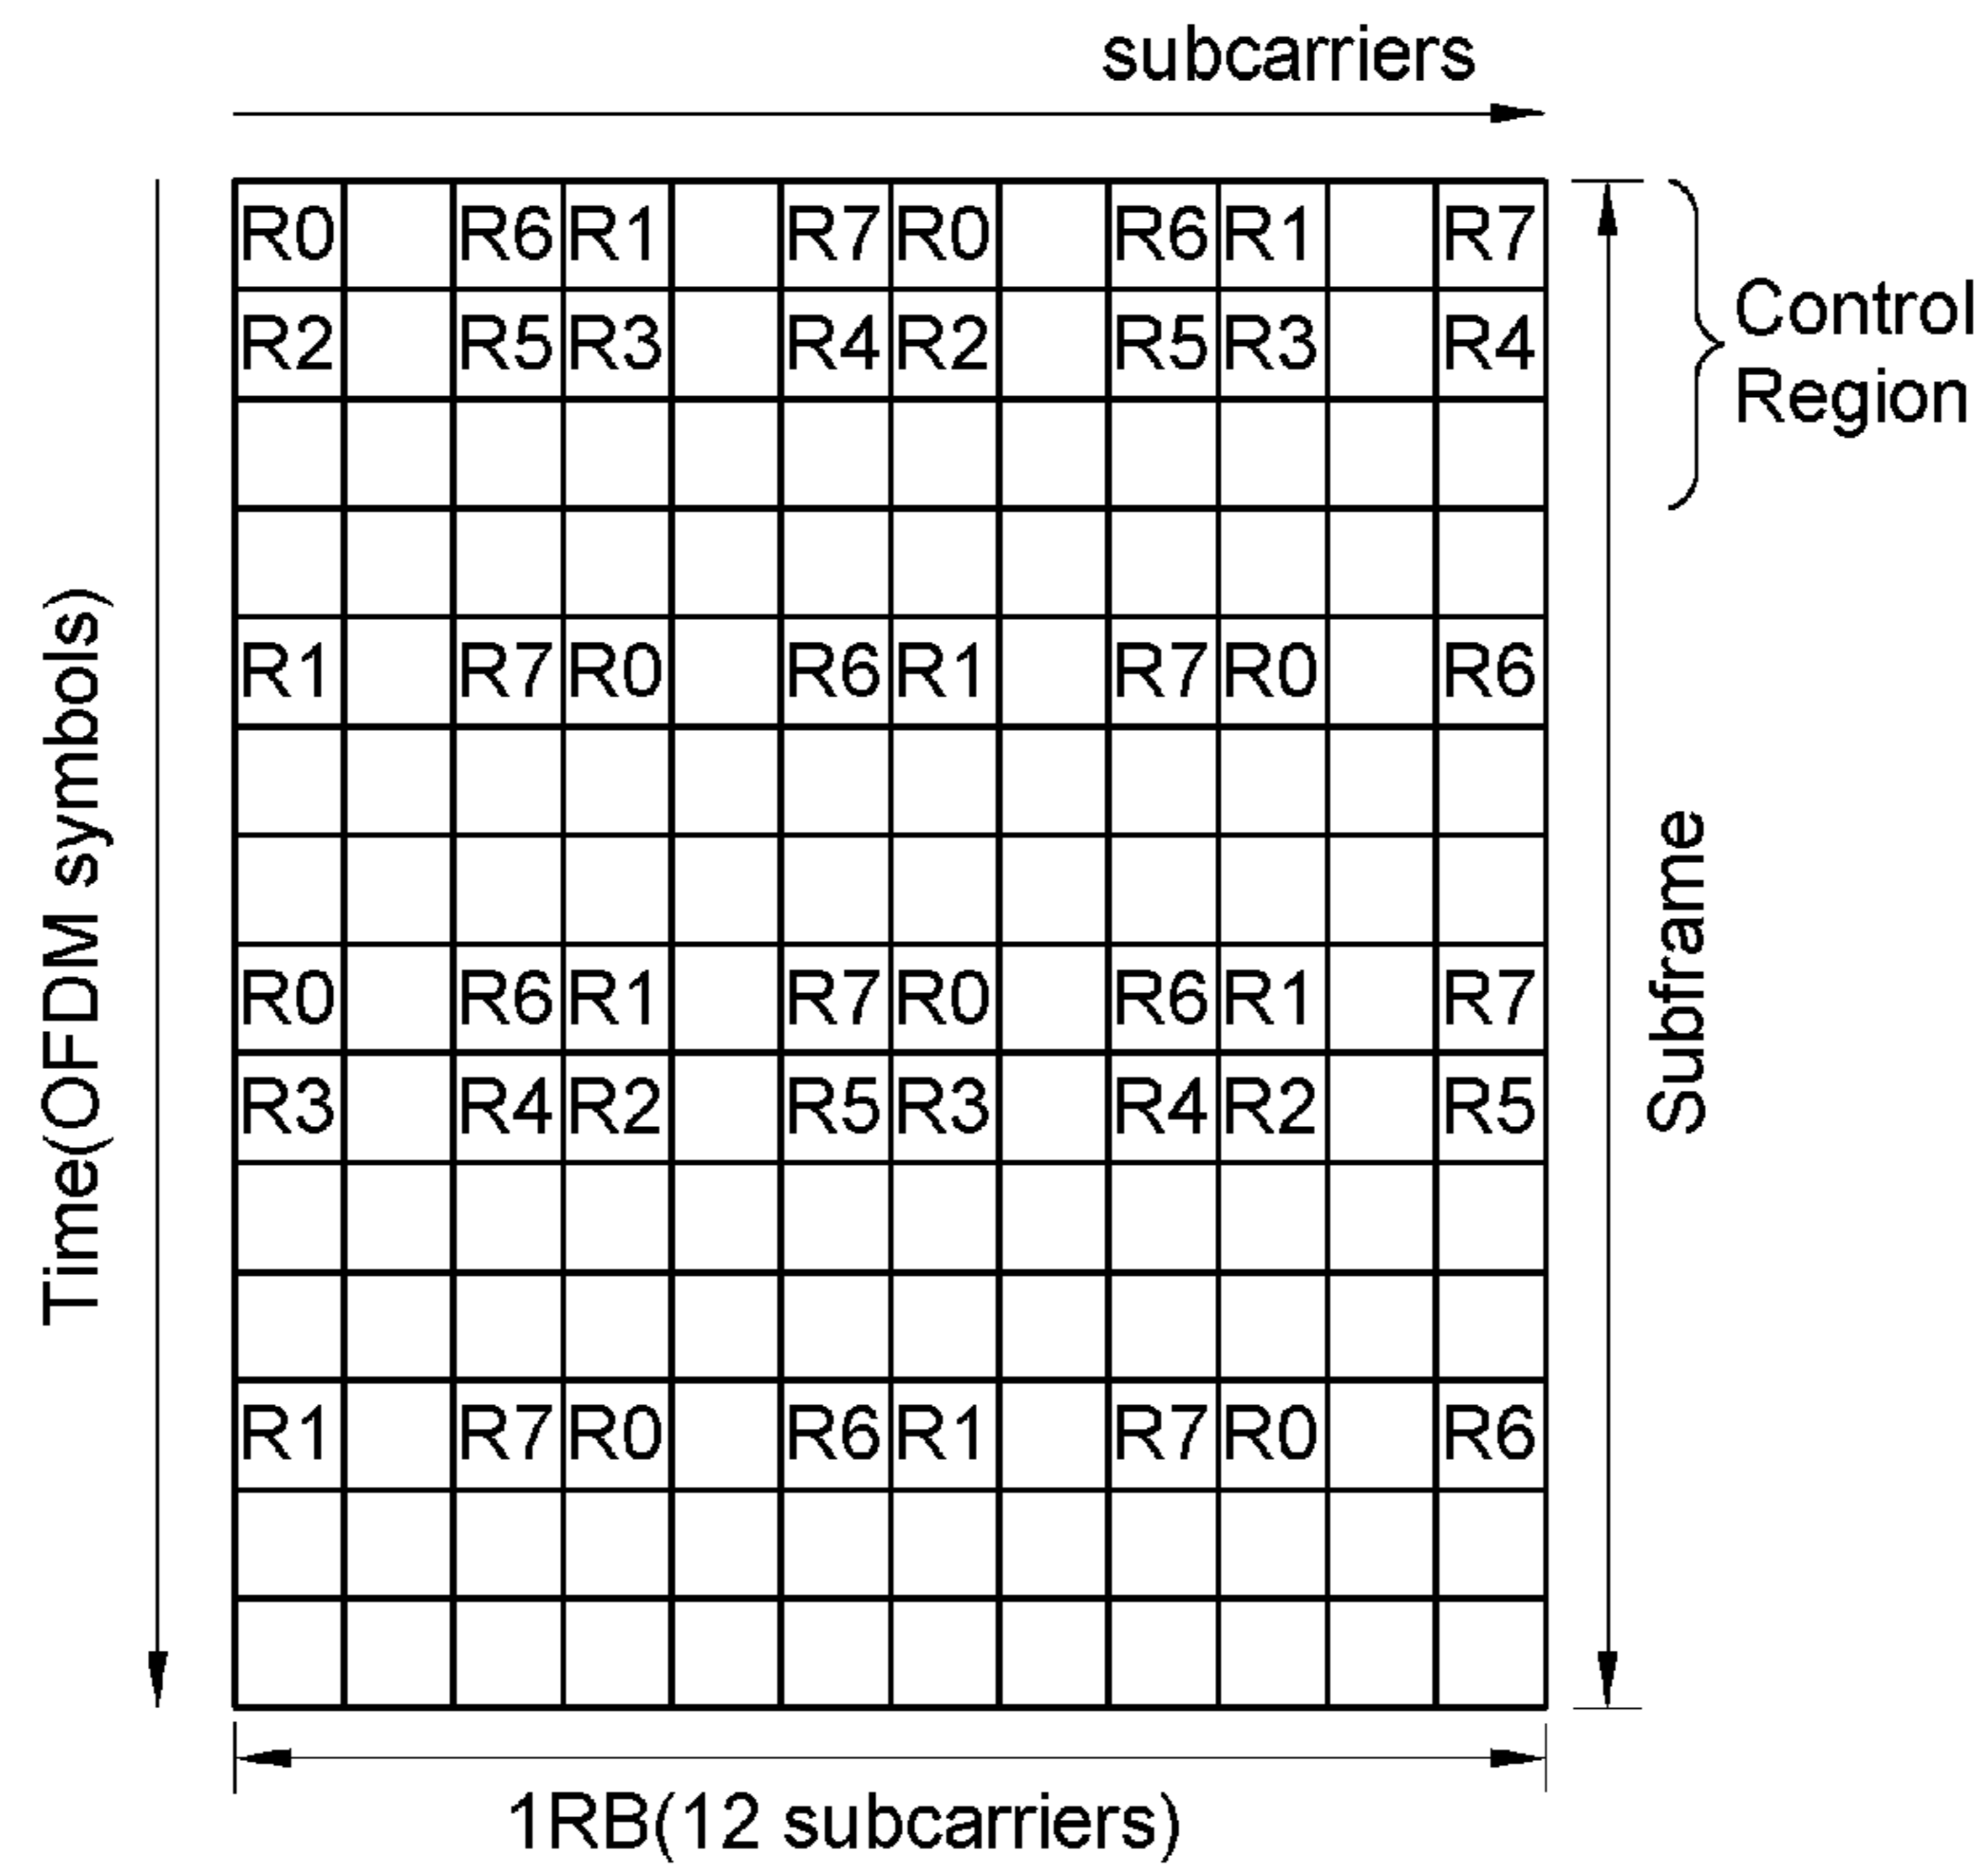 subcarriers
R0 R6 R1 R7 R0 R6 R1 R7
R2 R5 R3 R4 R2 R5 R3 R4
Control
Region
R1 R7 R0 R6 R1 R7 R0 R6
R0 R6 R1 R7 R0 R6 R1 R7
R3 R4 R2 R5 R3 R4 R2 R5
R1 R7 R0 R6 R1 R7 R0 R6
Time(OFDM symbols)
Subframe
1RB(12 subcarriers)